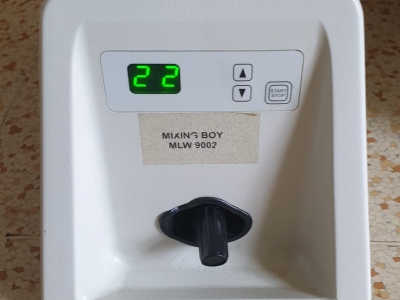 22
START
STOP
MIXING BOY
MLW 9002